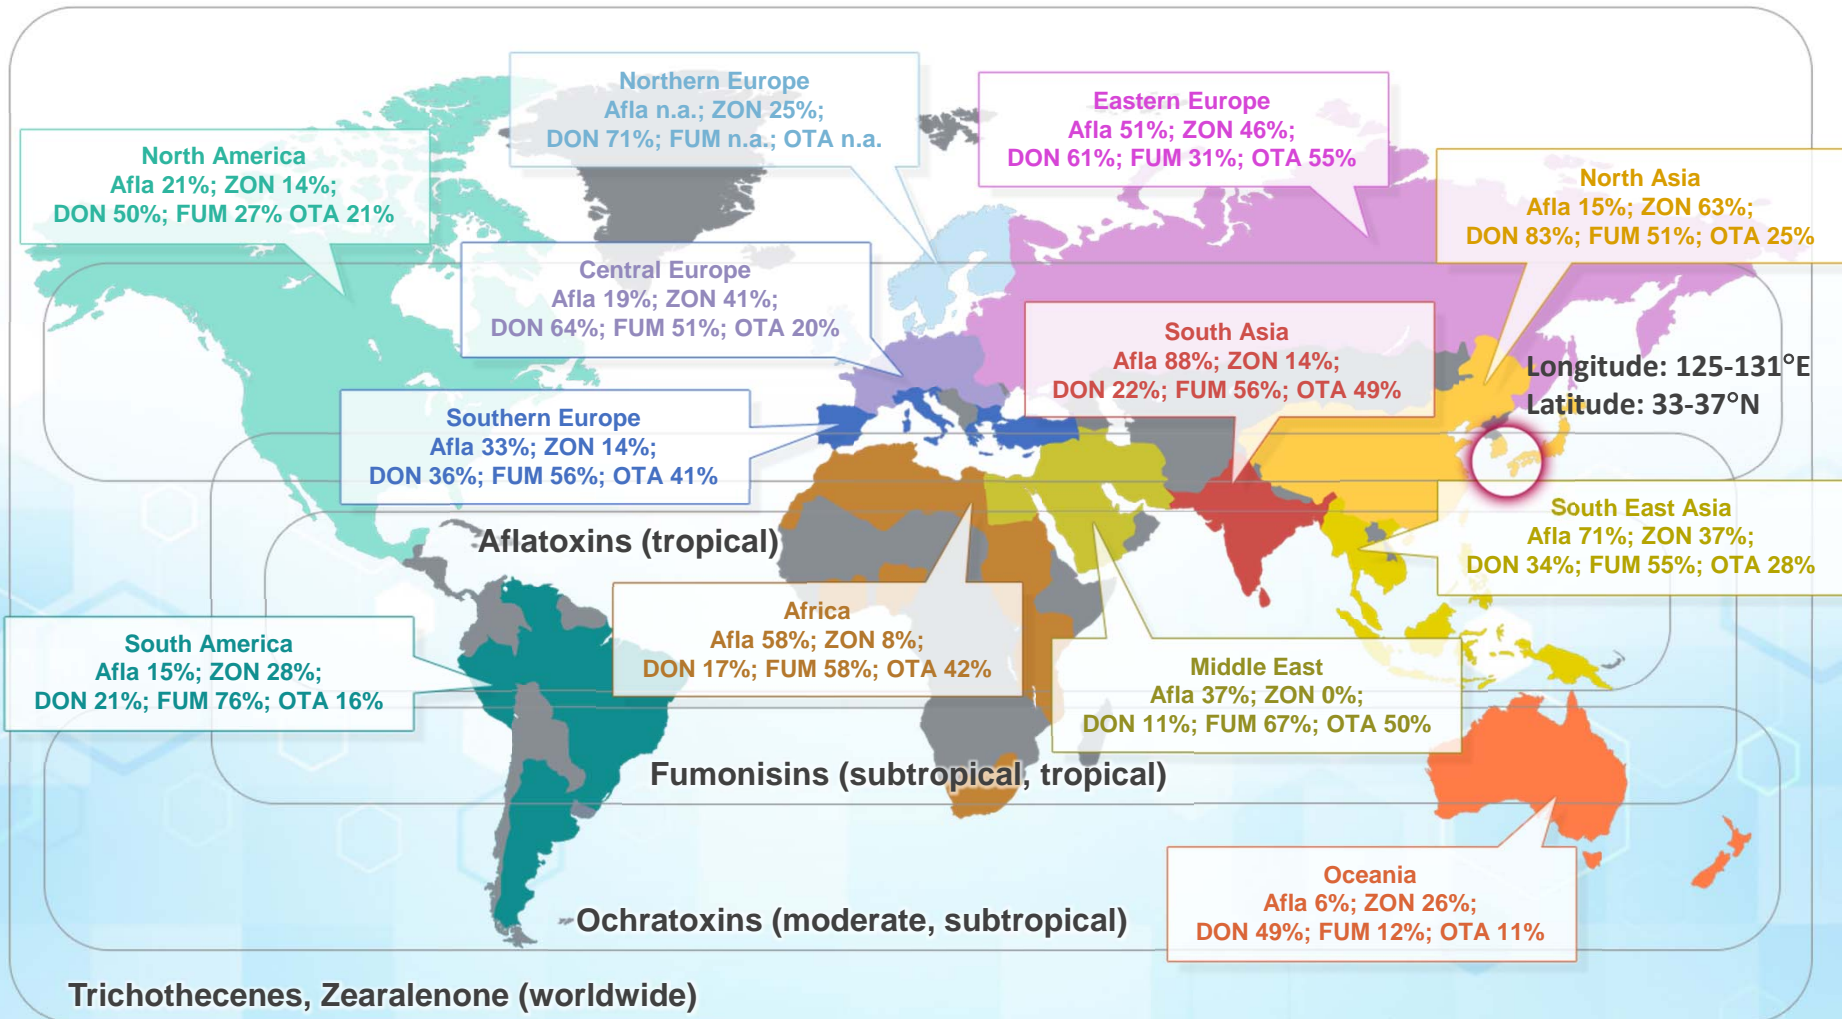 Northern Europe
Afla n.a.; ZON 25%;
DON 71%; FUM n.a.; OTA n.a.
Eastern Europe
Afla 51%; ZON 46%;
DON 61%; FUM 31%; OTA 55%
North America
Afla 21%; ZON 14%;
DON 50%; FUM 27% OTA 21%
North Asia
Afla 15%; ZON 63%;
DON 83%; FUM 51%; OTA 25%
Central Europe
Afla 19%; ZON 41%;
DON 64%; FUM 51%; OTA 20%
South Asia
Afla 88%; ZON 14%;
DON 22%; FUM 56%; OTA 49%
Longitude: 125-131°E
Latitude: 33-37°N
Southern Europe
Afla 33%; ZON 14%;
DON 36%; FUM 56%; OTA 41%
South East Asia
Afla 71%; ZON 37%;
DON 34%; FUM 55%; OTA 28%
Aflatoxins (tropical)
Africa
Afla 58%; ZON 8%;
DON 17%; FUM 58%; OTA 42%
South America
Afla 15%; ZON 28%;
DON 21%; FUM 76%; OTA 16%
Middle East
Afla 37%; ZON 0%;
DON 11%; FUM 67%; OTA 50%
Fumonisins (subtropical, tropical)
Oceania
Afla 6%; ZON 26%;
DON 49%; FUM 12%; OTA 11%
Ochratoxins (moderate, subtropical)
Trichothecenes, Zearalenone (worldwide)